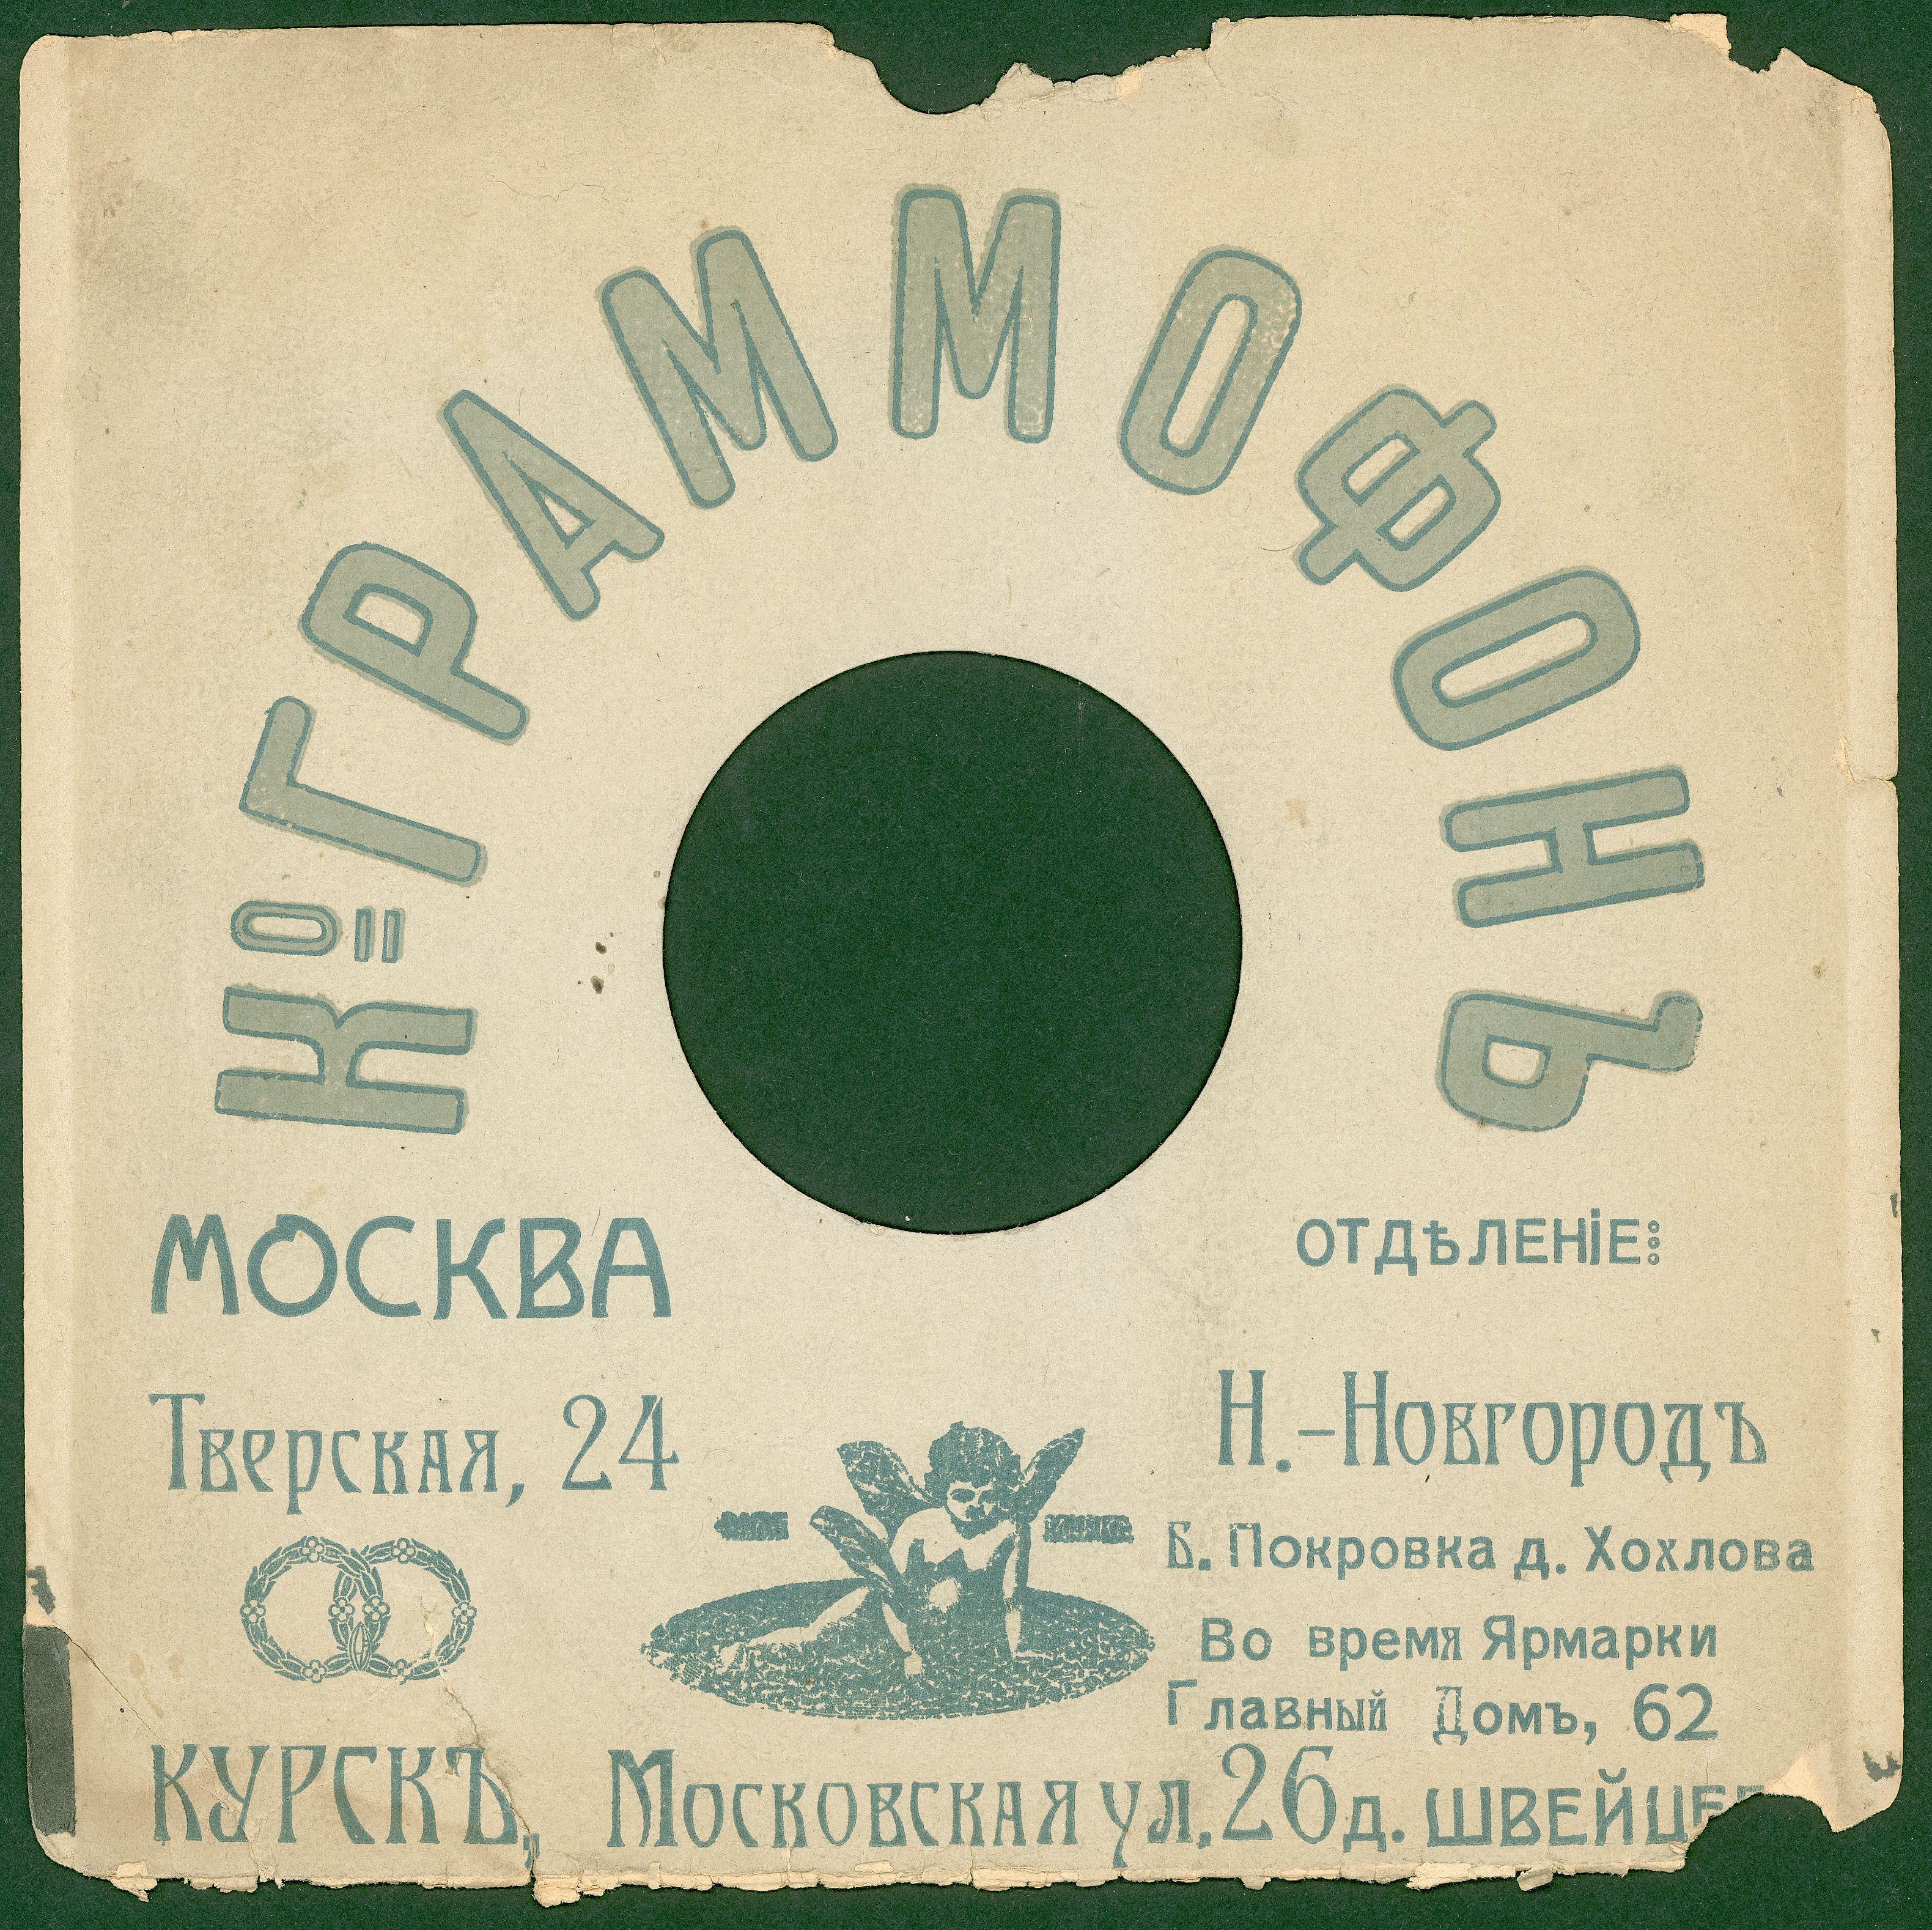 Ко ГРАММОФОНЪ
МОСКВА
Тверская, 24
ОТДѢЛЕНІЕ:
Н.-Новгородъ
Б. Покровка д. Хохлова
Во время Ярмарки
Главный Домъ, 62
КУРСКЪ, Московская ул. 26 д.